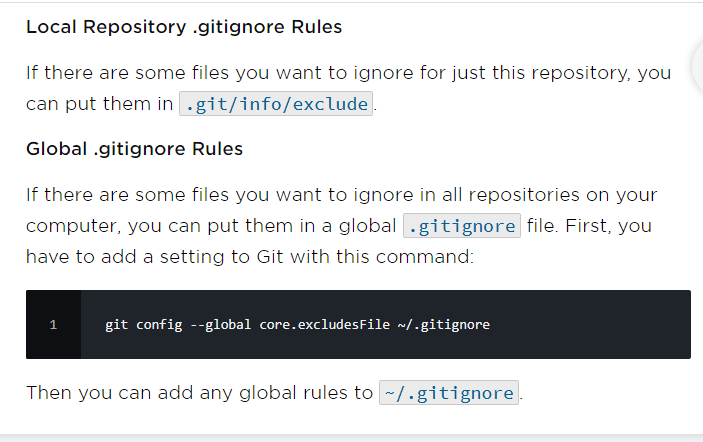 Local Repository .gitignore Rules
If there are some files you want to ignore for just this repository, you
can put them in .git/info/exclude.
Global .gitignore Rules
If there are some files you want to ignore in all repositories on your
computer, you can put them in a global .gitignore file. First, you
have to add a setting to Git with this command:
1 git config --global core.excludesFile ~/.gitignore
Then you can add any global rules to ~/.gitignore.